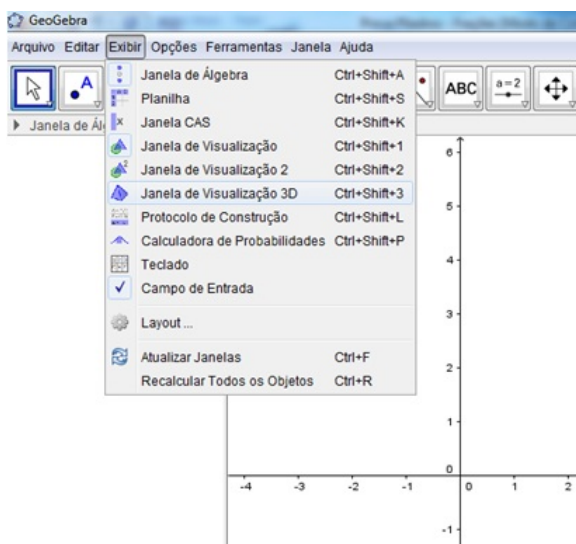 GeoGebra
Arquivo Editar Exibir Opções Ferramentas Janela Ajuda
A
ABC
a=2
Janela de Ál
Janela de Álgebra Ctrl+Shift+A
Planilha Ctrl+Shift+S
Janela CAS Ctrl+Shift+K
Janela de Visualização Ctrl+Shift+1
Janela de Visualização 2 Ctrl+Shift+2
Janela de Visualização 3D Ctrl+Shift+3
Protocolo de Construção Ctrl+Shift+L
Calculadora de Probabilidades Ctrl+Shift+P
Teclado
Campo de Entrada
Layout ...
Atualizar Janelas Ctrl+F
Recalcular Todos os Objetos Ctrl+R
6
5
4
3
2
1
0
-4 -3 -2 -1 0 1 2
-1